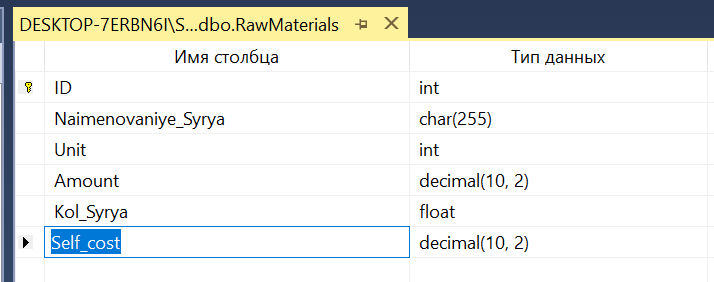 DESKTOP-7ERBN6I\S...dbo.RawMaterials
Имя столбца Тип данных
ID int
Naimenovaniye_Syrya char(255)
Unit int
Amount decimal(10, 2)
Kol_Syrya float
Self_cost decimal(10, 2)